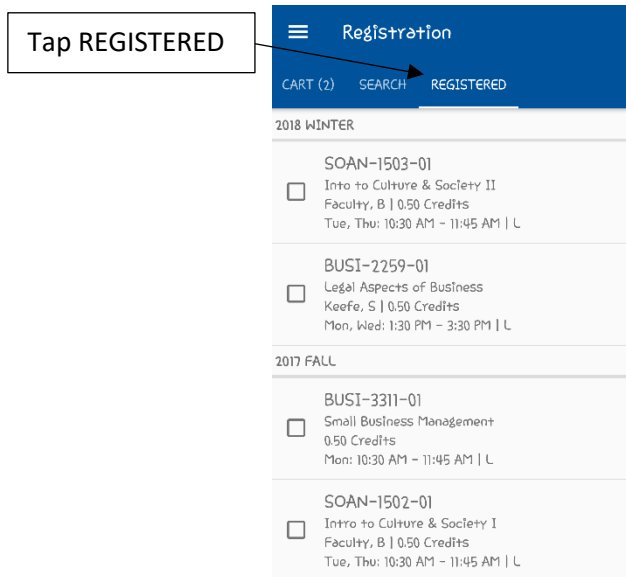 Tap REGISTERED
Registration
CART (2) SEARCH REGISTERED
2018 WINTER
SOAN-1503-01
Into to Culture & Society II
Faculty, B | 0.50 Credits
Tue, Thu: 10:30 AM - 11:45 AM | L
BUSI-2259-01
Legal Aspects of Business
Keefe, S | 0.50 Credits
Mon, Wed: 1:30 PM - 3:30 PM | L
2017 FALL
BUSI-3311-01
Small Business Management
0.50 Credits
Mon: 10:30 AM - 11:45 AM | L
SOAN-1502-01
Intro to Culture & Society I
Faculty, B | 0.50 Credits
Tue, Thu: 10:30 AM - 11:45 AM | L